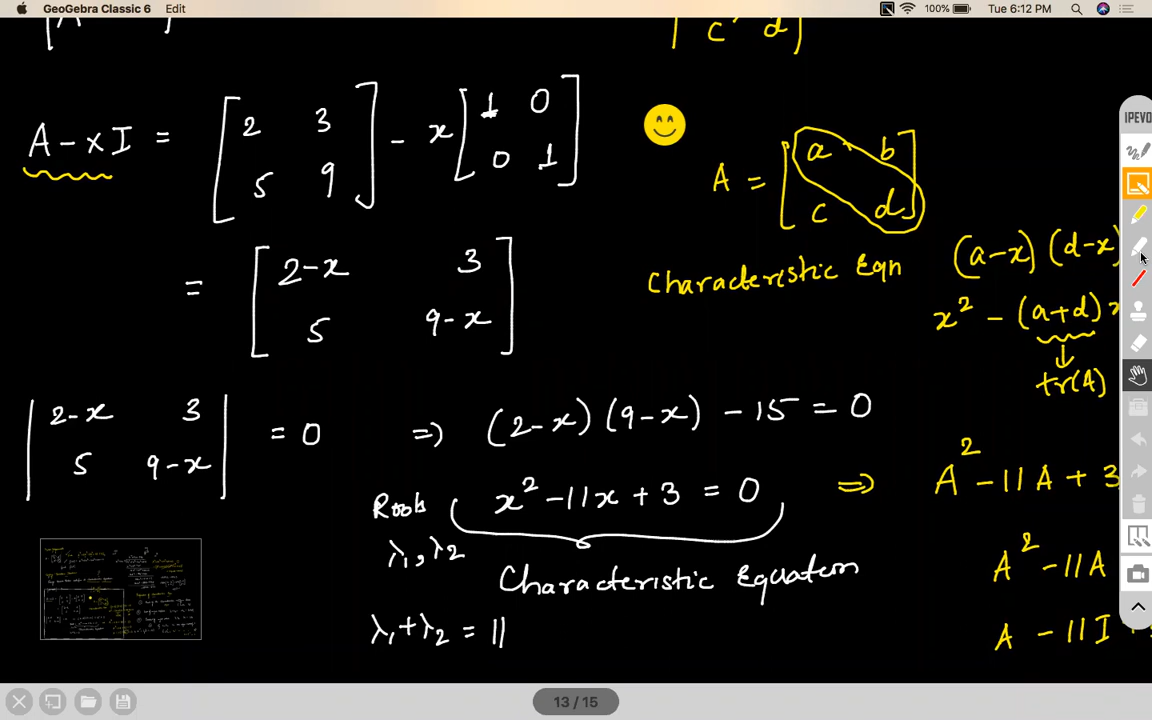 GeoGebra Classic 6 Edit 100% Tue 6:12 PM
c d
A - xI = [ 2 3 5 9 ] - x [ 1 0 0 1 ]
= [ 2-x 3 5 9-x ]
A = [ a b c d ]
Characteristic Eqn
(a-x) (d-x)
x² - (a+d) x
↓
tr(A)
| 2-x 3 5 9-x | = 0 => (2-x) (9-x) - 15 = 0
Roots x² - 11x + 3 = 0 => A² - 11A + 3
λ₁, λ₂
Characteristic Equation
A² - 11A
λ₁ + λ₂ = 11
A - 11I
IPEVO
13 / 15